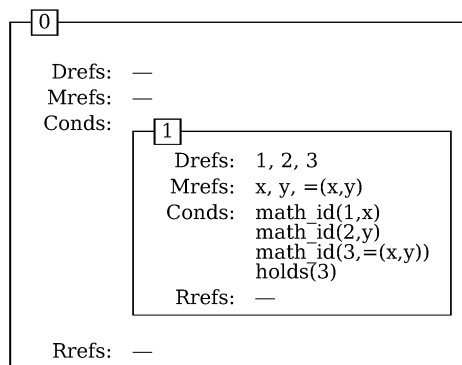 0
Drefs: —
Mrefs: —
Conds:
1
Drefs: 1, 2, 3
Mrefs: x, y, =(x,y)
Conds: math_id(1,x)
math_id(2,y)
math_id(3,=(x,y))
holds(3)
Rrefs: —
Rrefs: —